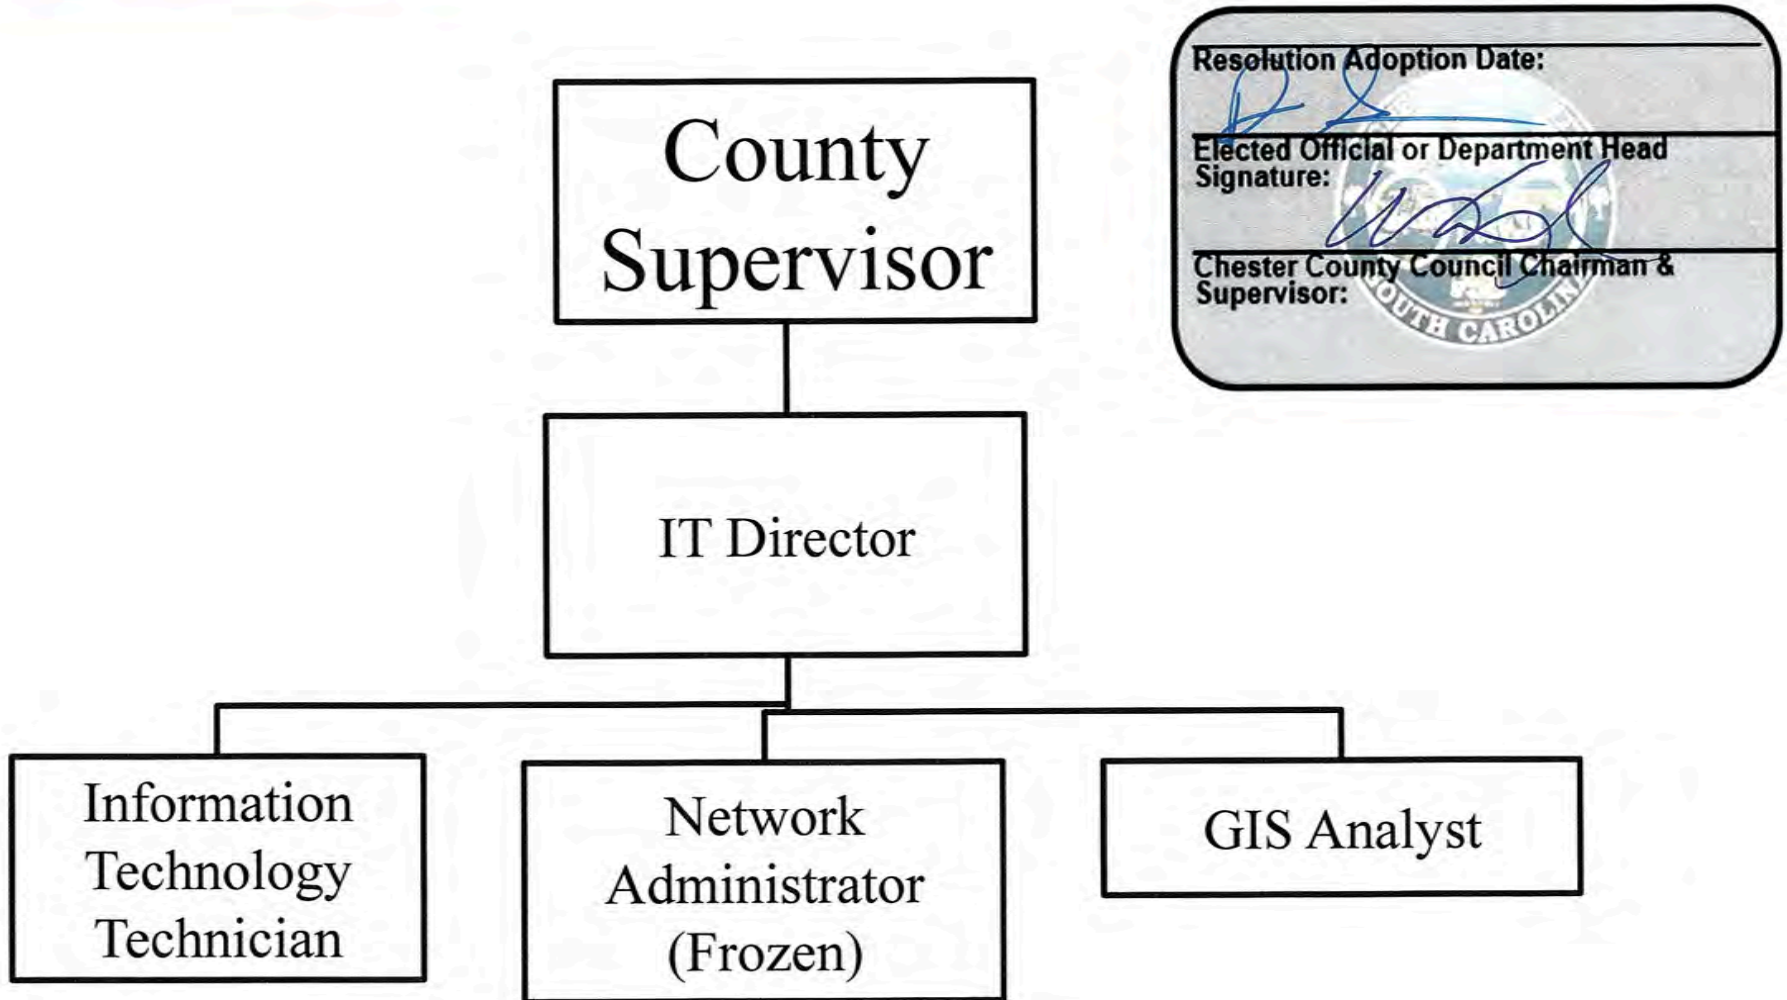 County
Supervisor
Resolution Adoption Date:
Elected Official or Department Head
Signature:
Chester County Council Chairman &
Supervisor:
SOUTH CAROLINA
IT Director
Information
Technology
Technician
Network
Administrator
(Frozen)
GIS Analyst